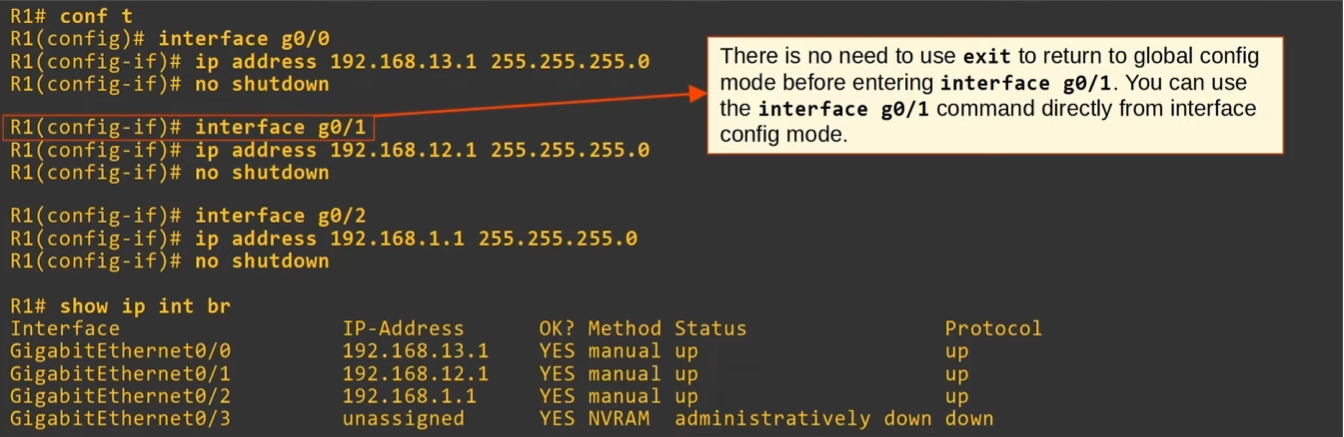 R1# conf t
R1(config)# interface g0/0
R1(config-if)# ip address 192.168.13.1 255.255.255.0
R1(config-if)# no shutdown
R1(config-if)# interface g0/1
R1(config-if)# ip address 192.168.12.1 255.255.255.0
R1(config-if)# no shutdown
R1(config-if)# interface g0/2
R1(config-if)# ip address 192.168.1.1 255.255.255.0
R1(config-if)# no shutdown
R1# show ip int br
Interface IP-Address OK? Method Status Protocol
GigabitEthernet0/0 192.168.13.1 YES manual up up
GigabitEthernet0/1 192.168.12.1 YES manual up up
GigabitEthernet0/2 192.168.1.1 YES manual up up
GigabitEthernet0/3 unassigned YES NVRAM administratively down down
There is no need to use exit to return to global config
mode before entering interface g0/1. You can use
the interface g0/1 command directly from interface
config mode.